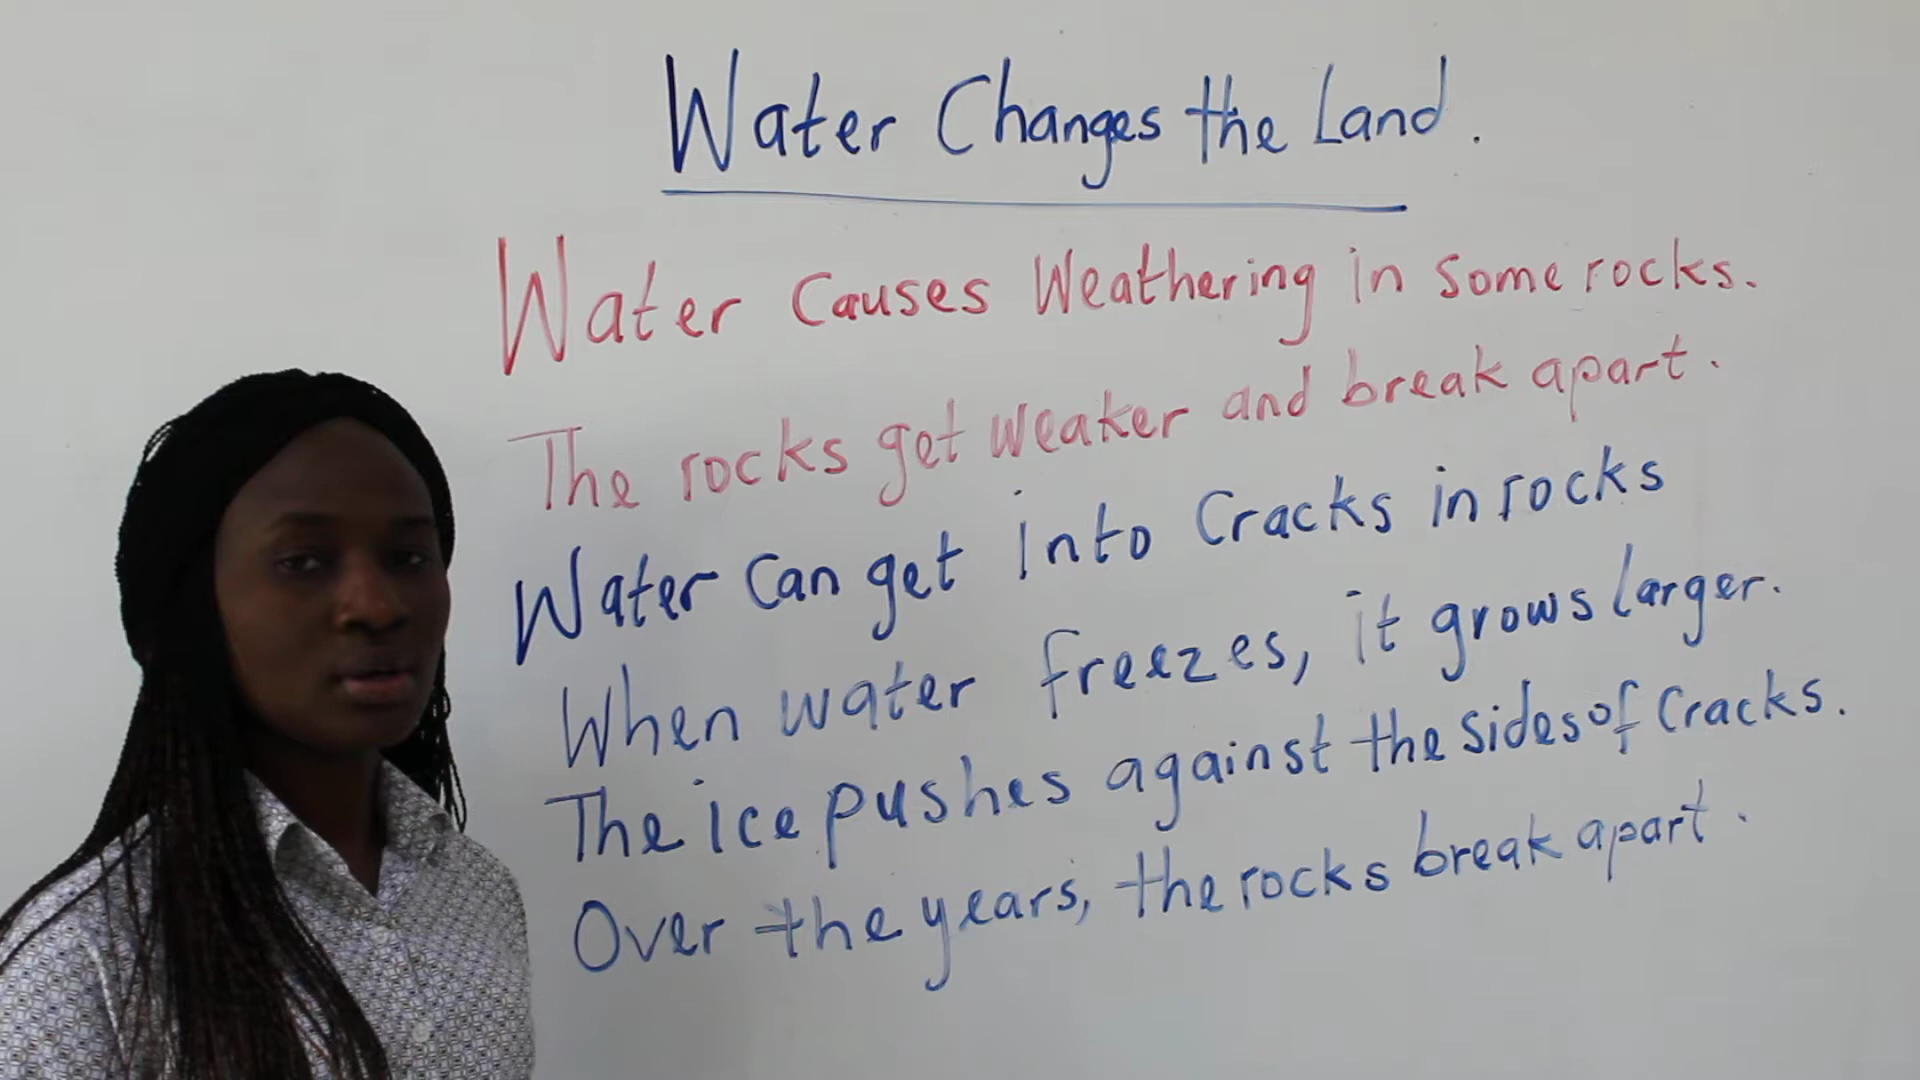 Water Changes the Land.
Water Causes Weathering in some rocks.
The rocks get weaker and break apart.
Water Can get into Cracks in rocks
When water freezes, it grows larger.
The ice pushes against the sides of Cracks.
Over the years, the rocks break apart.